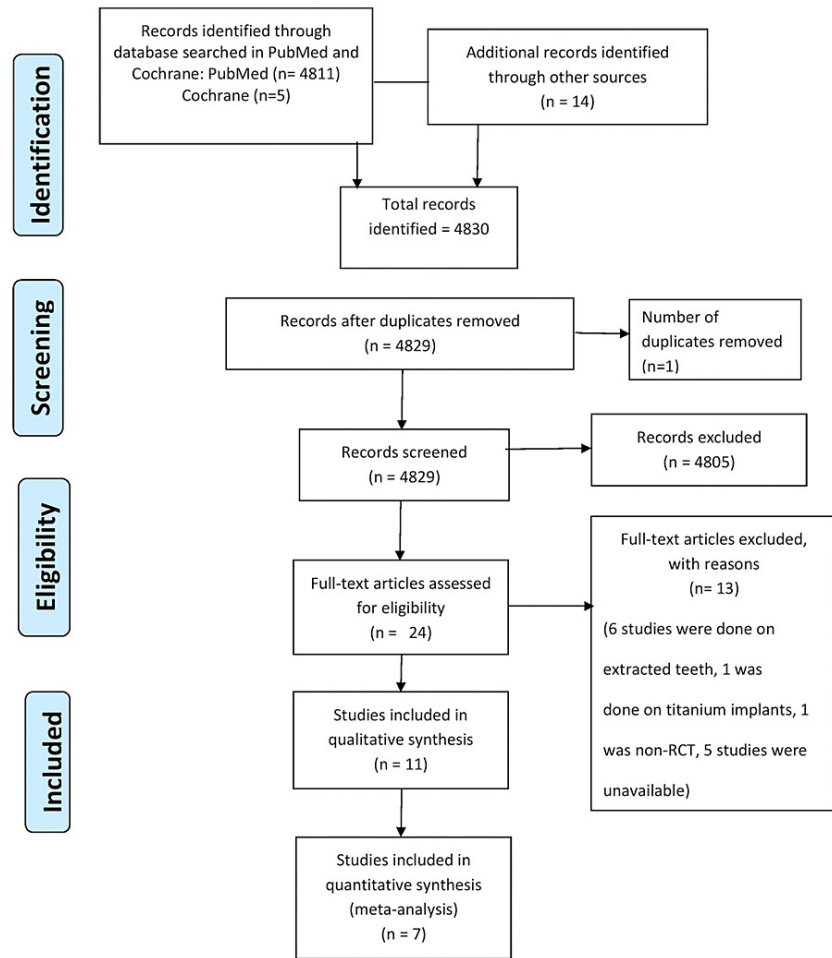 Identification
Records identified through
database searched in PubMed and
Cochrane: PubMed (n= 4811)
Cochrane (n=5)
Additional records identified
through other sources
(n = 14)
Total records
identified = 4830
Screening
Records after duplicates removed
(n = 4829)
Number of
duplicates removed
(n=1)
Records screened
(n = 4829)
Records excluded
(n = 4805)
Eligibility
Full-text articles assessed
for eligibility
(n = 24)
Full-text articles excluded,
with reasons
(n= 13)
(6 studies were done on
extracted teeth, 1 was
done on titanium implants, 1
was non-RCT, 5 studies were
unavailable)
Included
Studies included in
qualitative synthesis
(n = 11)
Studies included in
quantitative synthesis
(meta-analysis)
(n = 7)